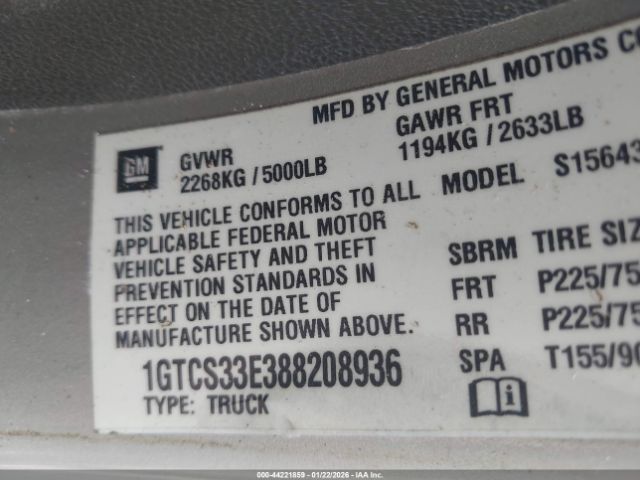 MFD BY GENERAL MOTORS CO
GM
GVWR
2268KG / 5000LB
GAWR FRT
1194KG / 2633LB
THIS VEHICLE CONFORMS TO ALL
APPLICABLE FEDERAL MOTOR
VEHICLE SAFETY AND THEFT
PREVENTION STANDARDS IN
EFFECT ON THE DATE OF
MANUFACTURE SHOWN ABOVE.
1GTCS33E388208936
TYPE: TRUCK
MODEL S15643
SBRM TIRE SIZ
FRT P225/75
RR P225/75
SPA T155/90
000-44221859 | 01/22/2026 - IAA Inc.